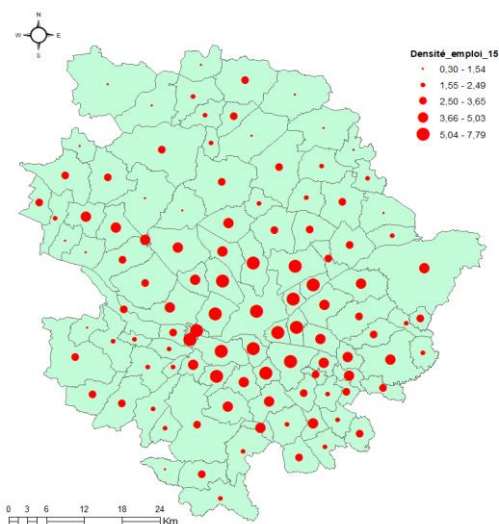 N
W E
S
Densité_emploi_15
0,30 - 1,54
1,55 - 2,49
2,50 - 3,65
3,66 - 5,03
5,04 - 7,79
0 3 6 12 18 24
Km